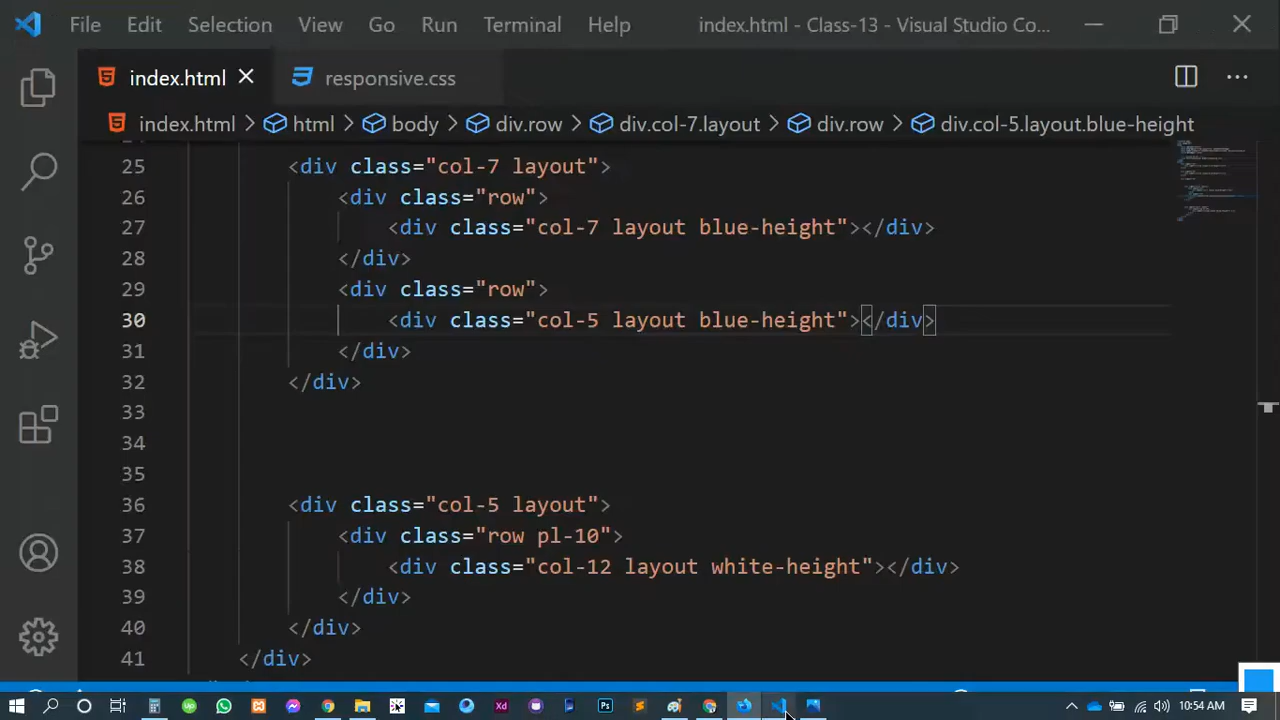 File Edit Selection View Go Run Terminal Help index.html - Class-13 - Visual Studio Co...
index.html responsive.css
index.html > html > body > div.row > div.col-7.layout > div.row > div.col-5.layout.blue-height
25 <div class="col-7 layout">
26 <div class="row">
27 <div class="col-7 layout blue-height"></div>
28 </div>
29 <div class="row">
30 <div class="col-5 layout blue-height"></div>
31 </div>
32 </div>
33
34
35
36 <div class="col-5 layout">
37 <div class="row pl-10">
38 <div class="col-12 layout white-height"></div>
39 </div>
40 </div>
41 </div>
up Xd Ps 10:54 AM